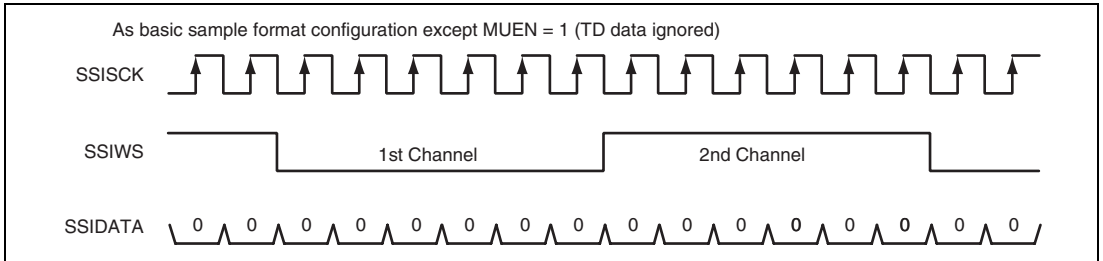 As basic sample format configuration except MUEN = 1 (TD data ignored)
SSISCK
SSIWS 1st Channel 2nd Channel
SSIDATA 0 0 0 0 0 0 0 0 0 0 0 0 0 0 0 0